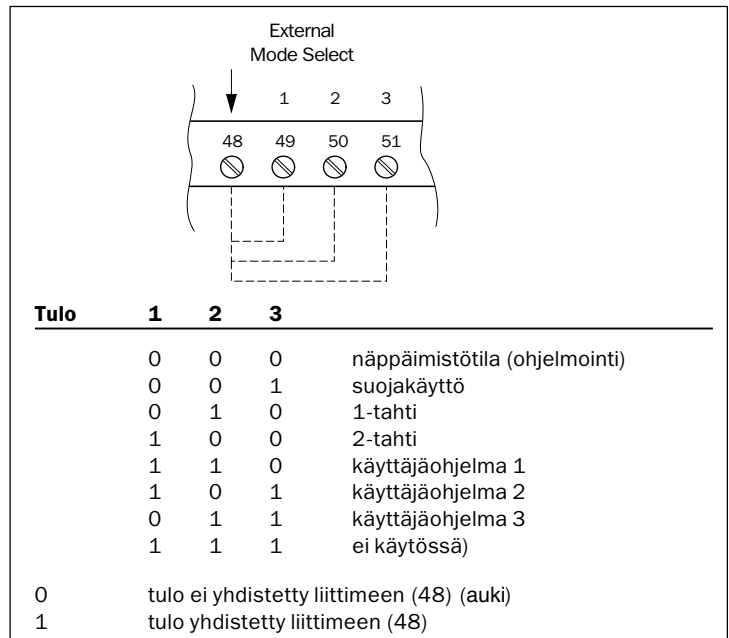 External
Mode Select
1 2 3
48 49 50 51
Tulo 1 2 3
0 0 0 näppäimistötila (ohjelmointi)
0 0 1 suojakäyttö
0 1 0 1-tahti
1 0 0 2-tahti
1 1 0 käyttäjäohjelma 1
1 0 1 käyttäjäohjelma 2
0 1 1 käyttäjäohjelma 3
1 1 1 ei käytössä)
0 tulo ei yhdistetty liittimeen (48) (auki)
1 tulo yhdistetty liittimeen (48)